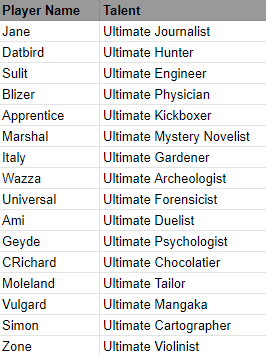 Player Name Talent
Jane Ultimate Journalist
Datbird Ultimate Hunter
Sulit Ultimate Engineer
Blizer Ultimate Physician
Apprentice Ultimate Kickboxer
Marshal Ultimate Mystery Novelist
Italy Ultimate Gardener
Wazza Ultimate Archeologist
Universal Ultimate Forensicist
Ami Ultimate Duelist
Geyde Ultimate Psychologist
CRichard Ultimate Chocolatier
Moleland Ultimate Tailor
Vulgard Ultimate Mangaka
Simon Ultimate Cartographer
Zone Ultimate Violinist